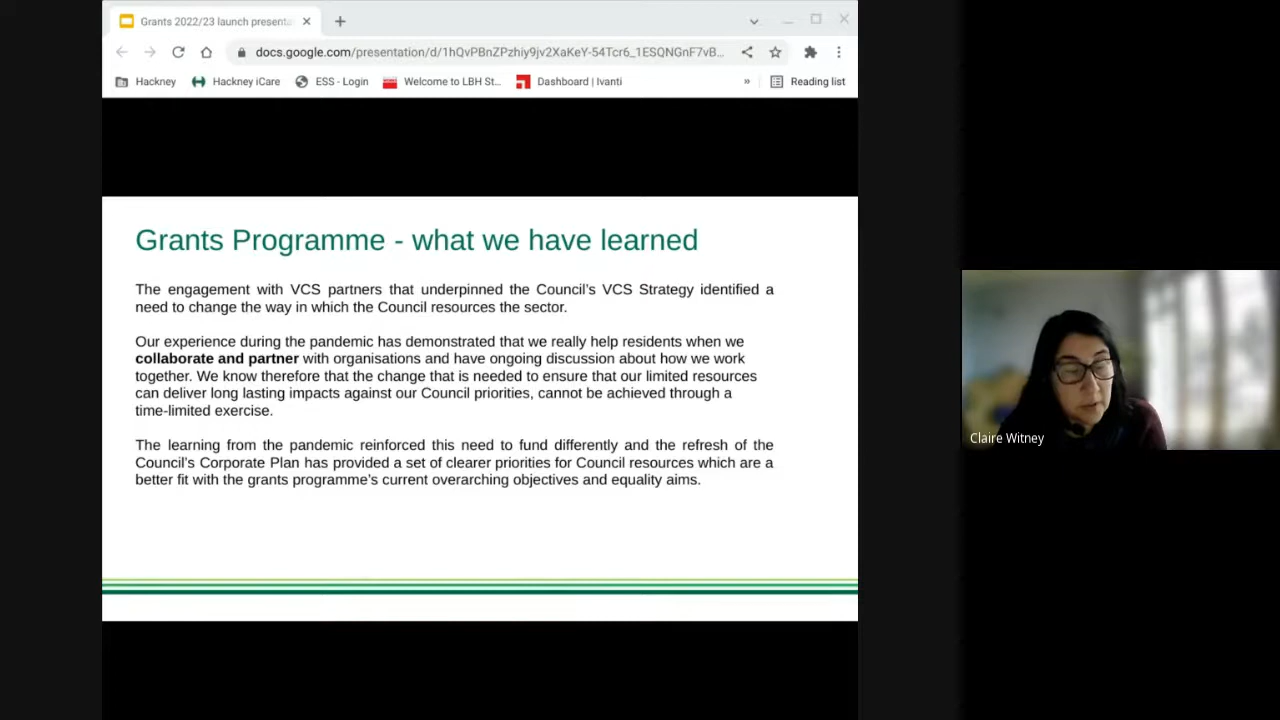 Grants 2022/23 launch presenta
docs.google.com/presentation/d/1hQvPBnZPzhiy9jv2XaKeY-54Tcr6_1ESQNGnF7vB...
Hackney Hackney iCare ESS - Login Welcome to LBH St... Dashboard | Ivanti » Reading list
Grants Programme - what we have learned
The engagement with VCS partners that underpinned the Council's VCS Strategy identified a
need to change the way in which the Council resources the sector.
Our experience during the pandemic has demonstrated that we really help residents when we
collaborate and partner with organisations and have ongoing discussion about how we work
together. We know therefore that the change that is needed to ensure that our limited resources
can deliver long lasting impacts against our Council priorities, cannot be achieved through a
time-limited exercise.
The learning from the pandemic reinforced this need to fund differently and the refresh of the
Council's Corporate Plan has provided a set of clearer priorities for Council resources which are a
better fit with the grants programme's current overarching objectives and equality aims.
Claire Witney